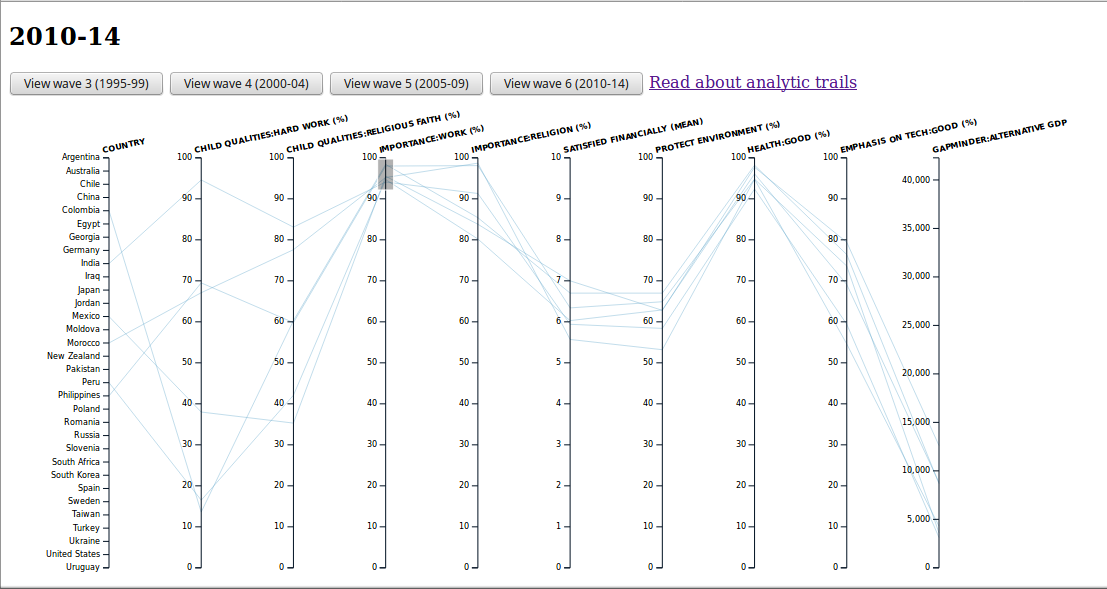 2010-14
View wave 3 (1995-99) View wave 4 (2000-04) View wave 5 (2005-09) View wave 6 (2010-14) Read about analytic trails
COUNTRY CHILD QUALITIES:HARD WORK (%) CHILD QUALITIES:RELIGIOUS FAITH (%) IMPORTANCE:WORK (%) IMPORTANCE:RELIGION (%) SATISFIED FINANCIALLY (MEAN) PROTECT ENVIRONMENT (%) HEALTH:GOOD (%) EMPHASIS ON TECH:GOOD (%) GAPMINDER:ALTERNATIVE GDP
Argentina
Australia
Chile
China
Colombia
Egypt
Georgia
Germany
India
Iraq
Japan
Jordan
Mexico
Moldova
Morocco
New Zealand
Pakistan
Peru
Philippines
Poland
Romania
Russia
Slovenia
South Africa
South Korea
Spain
Sweden
Taiwan
Turkey
Ukraine
United States
Uruguay
100 100 100 100 10 100 100 100
90 90 90 90 9 90 90 90
80 80 80 80 8 80 80 80
70 70 70 70 7 70 70 70
60 60 60 60 6 60 60 60
50 50 50 50 5 50 50 50
40 40 40 40 4 40 40 40
30 30 30 30 3 30 30 30
20 20 20 20 2 20 20 20
10 10 10 10 1 10 10 10
0 0 0 0 0 0 0 0 0
40,000
35,000
30,000
25,000
20,000
15,000
10,000
5,000